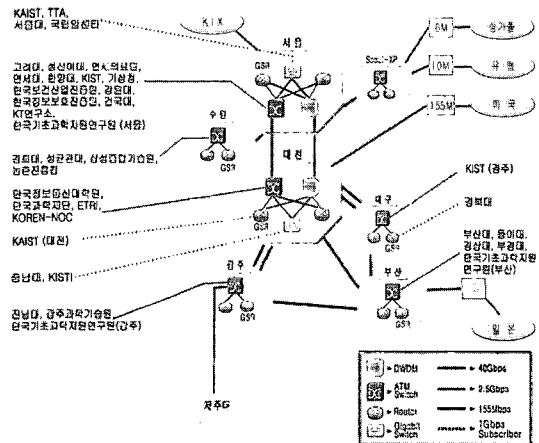 KAIST, TTA,
서울대, 국립암센터
KIX
서울
GSR
6M
싱가폴
10M
유럽
155M
미국
고려대, 성신여대, 연세의료원,
연세대, 한양대, KIST, 기상청,
한국보건산업진흥원, 강원대,
한국정보보호진흥원, 건국대,
KT연구소,
한국기초과학지원연구원 (서울)
수원
GSR
대전
경희대, 성균관대, 삼성종합기술원,
농촌진흥청
한국정보통신대학원,
한국과학재단, ETRI,
KOREN-NOC
GSR
대구
GSR
KIST (경주)
경북대
KAIST (대전)
충남대, KISTI
부산대, 동아대,
경상대, 부경대,
한국기초과학지원
연구원(부산)
광주
GSR
부산
GSR
일본
전남대, 광주과학기술원
한국기초과학지원연구원(광주)
제주대
DWDM
40Gbps
ATM Switch
2.5Gbps
Router
155Mbps
Gigabit Switch
1Gbps Subscriber